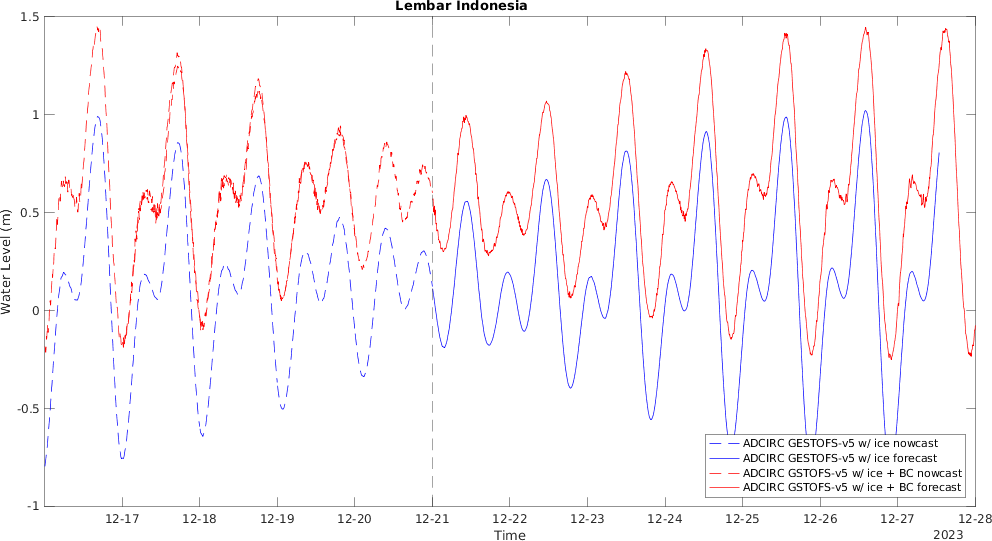 Lembar Indonesia
1.5
1
0.5
0
-0.5
-1
Water Level (m)
ADCIRC GESTOFS-v5 w/ ice nowcast
ADCIRC GESTOFS-v5 w/ ice forecast
ADCIRC GSTOFS-v5 w/ ice + BC nowcast
ADCIRC GSTOFS-v5 w/ ice + BC forecast
12-17 12-18 12-19 12-20 12-21 12-22 12-23 12-24 12-25 12-26 12-27 12-28
Time
2023